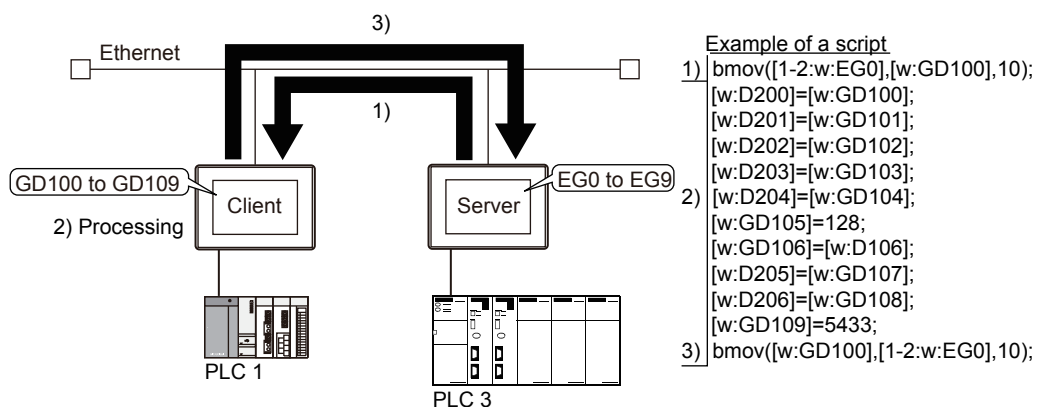 3)
Ethernet
1)
GD100 to GD109
Client
2) Processing
PLC 1
EG0 to EG9
Server
PLC 3
Example of a script
1) bmov([1-2:w:EG0],[w:GD100],10);
[w:D200]=[w:GD100];
[w:D201]=[w:GD101];
[w:D202]=[w:GD102];
[w:D203]=[w:GD103];
2) [w:D204]=[w:GD104];
[w:GD105]=128;
[w:GD106]=[w:D106];
[w:D205]=[w:GD107];
[w:D206]=[w:GD108];
[w:GD109]=5433;
3) bmov([w:GD100],[1-2:w:EG0],10);